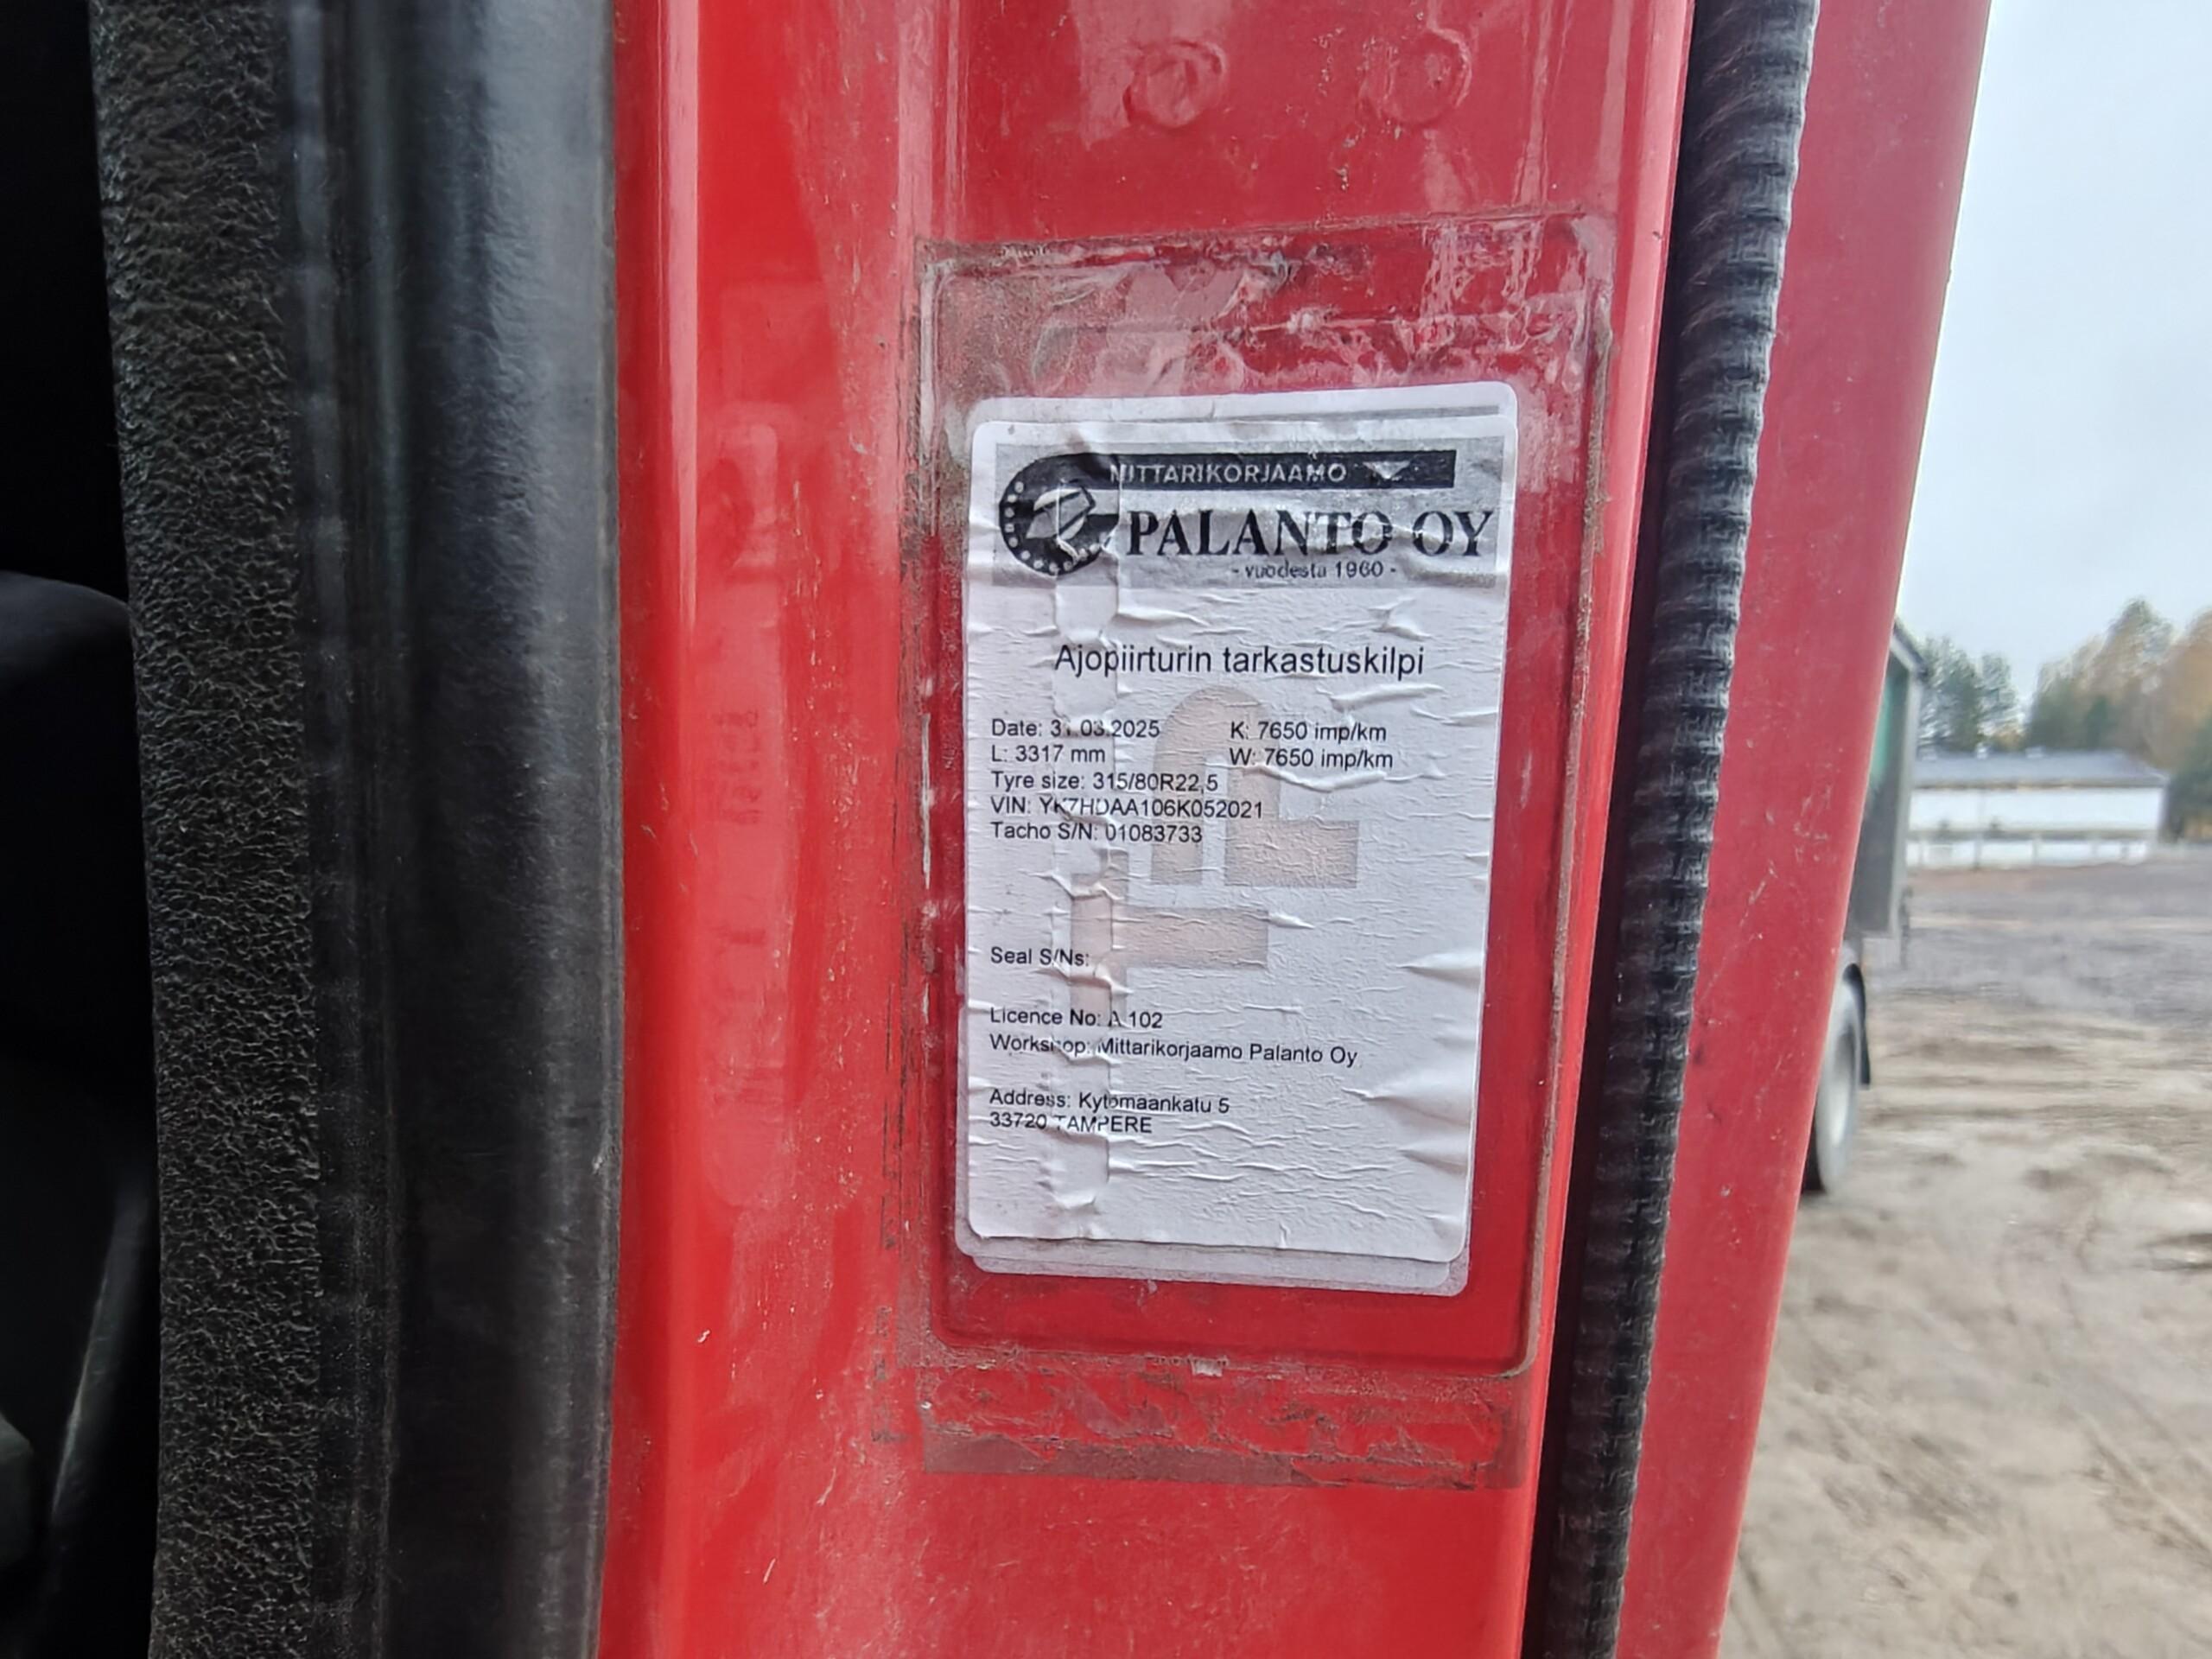 MITTARIKORJAAMO
PALANTO OY
- vuodesta 1960 -
Ajopiirturin tarkastuskilpi
Date: 31.03.2025 K: 7650 imp/km
L: 3317 mm W: 7650 imp/km
Tyre size: 315/80R22,5
VIN: YK7HDAA106K052021
Tacho S/N: 01083733
Seal S/Ns:
Licence No: A 102
Workshop: Mittarikorjaamo Palanto Oy
Address: Kytömaankatu 5
33720 TAMPERE